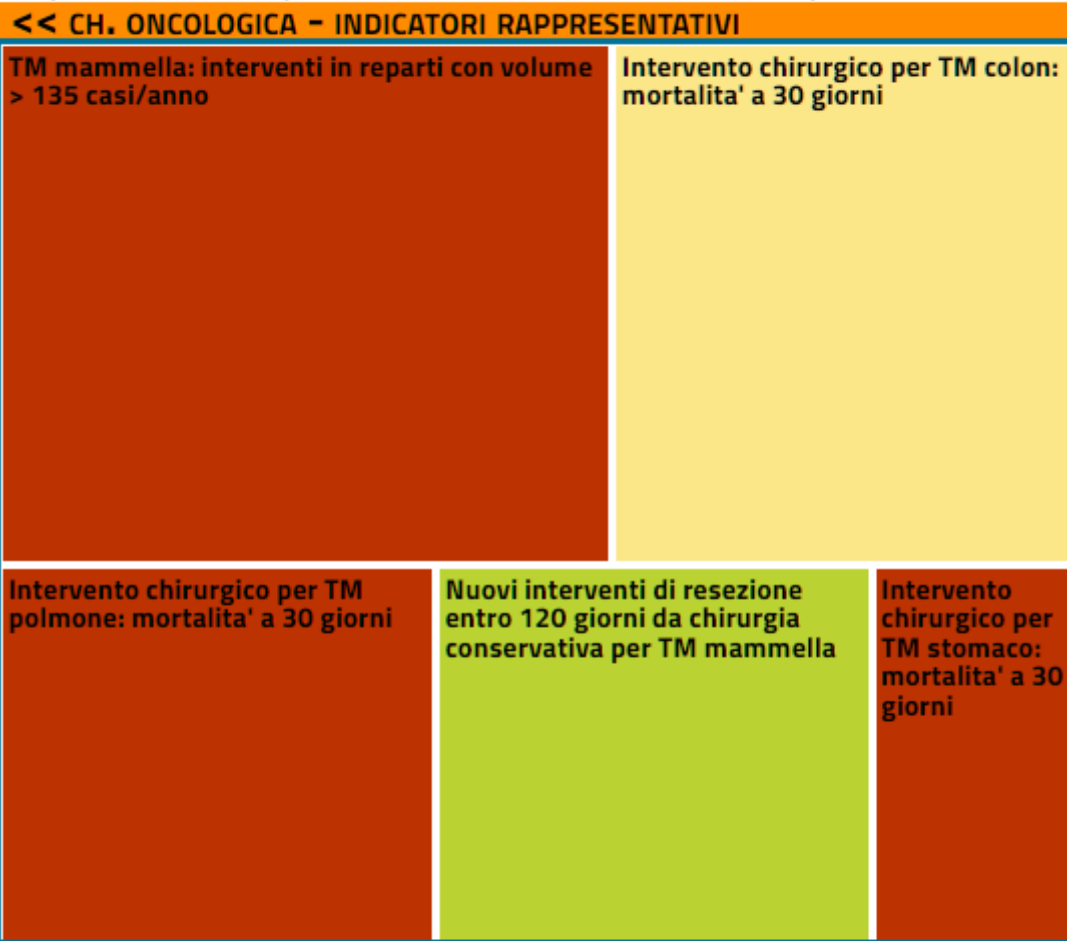 << CH. ONCOLOGICA - INDICATORI RAPPRESENTATIVI
TM mammella: interventi in reparti con volume
> 135 casi/anno
Intervento chirurgico per TM colon:
mortalita' a 30 giorni
Intervento chirurgico per TM
polmone: mortalita' a 30 giorni
Nuovi interventi di resezione
entro 120 giorni da chirurgia
conservativa per TM mammella
Intervento
chirurgico per
TM stomaco:
mortalita' a 30
giorni